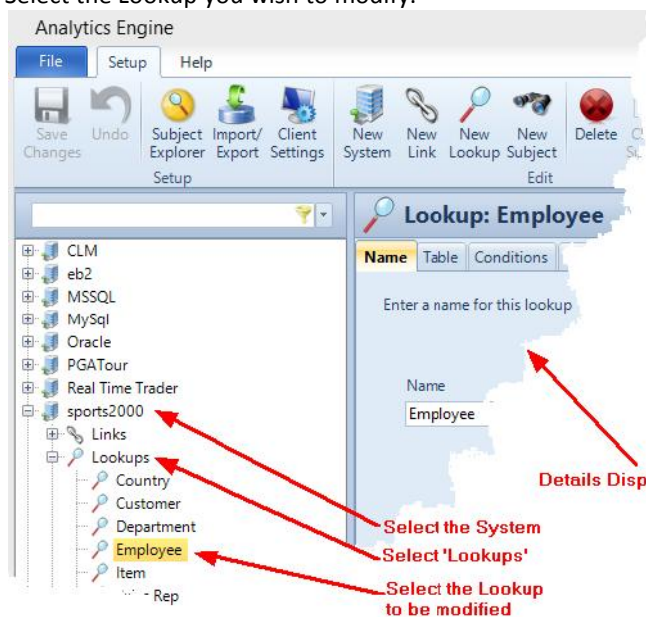 Select the Lookup you wish to modify.
Analytics Engine
File Setup Help
Save Changes Undo Subject Explorer Import/ Export Client Settings New System New Link New Lookup New Subject Delete
Setup Edit
Lookup: Employee
CLM
Name Table Conditions
eb2
MSSQL
Enter a name for this lookup
MySql
Oracle
PGATour
Real Time Trader
Name
sports2000
Employee
Links
Lookups
Country
Details Disp
Customer
Department
Select the System
Employee
Select 'Lookups'
Item
Select the Lookup
Rep
to be modified